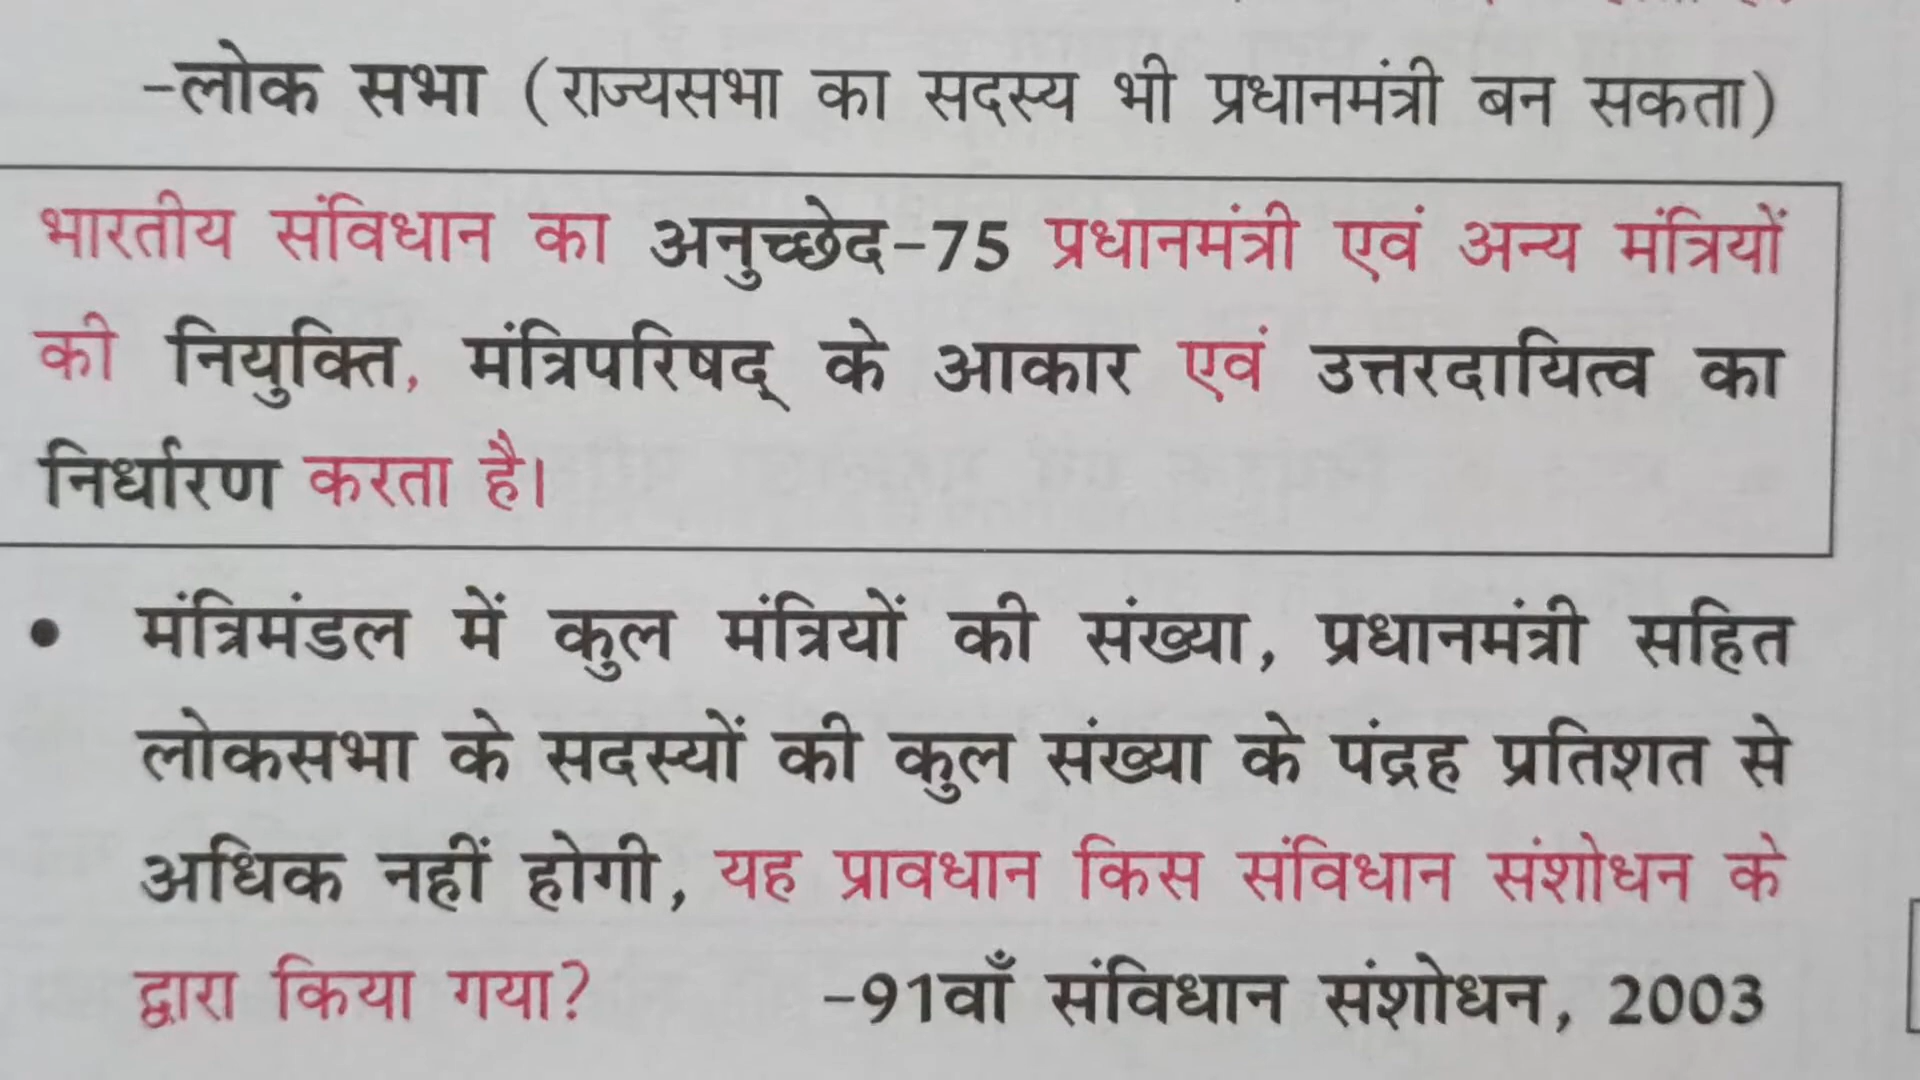 -लोक सभा (राज्यसभा का सदस्य भी प्रधानमंत्री बन सकता)
भारतीय संविधान का अनुच्छेद-75 प्रधानमंत्री एवं अन्य मंत्रियों
की नियुक्ति, मंत्रिपरिषद् के आकार एवं उत्तरदायित्व का
निर्धारण करता है।
• मंत्रिमंडल में कुल मंत्रियों की संख्या, प्रधानमंत्री सहित
लोकसभा के सदस्यों की कुल संख्या के पंद्रह प्रतिशत से
अधिक नहीं होगी, यह प्रावधान किस संविधान संशोधन के
द्वारा किया गया? -91वाँ संविधान संशोधन, 2003